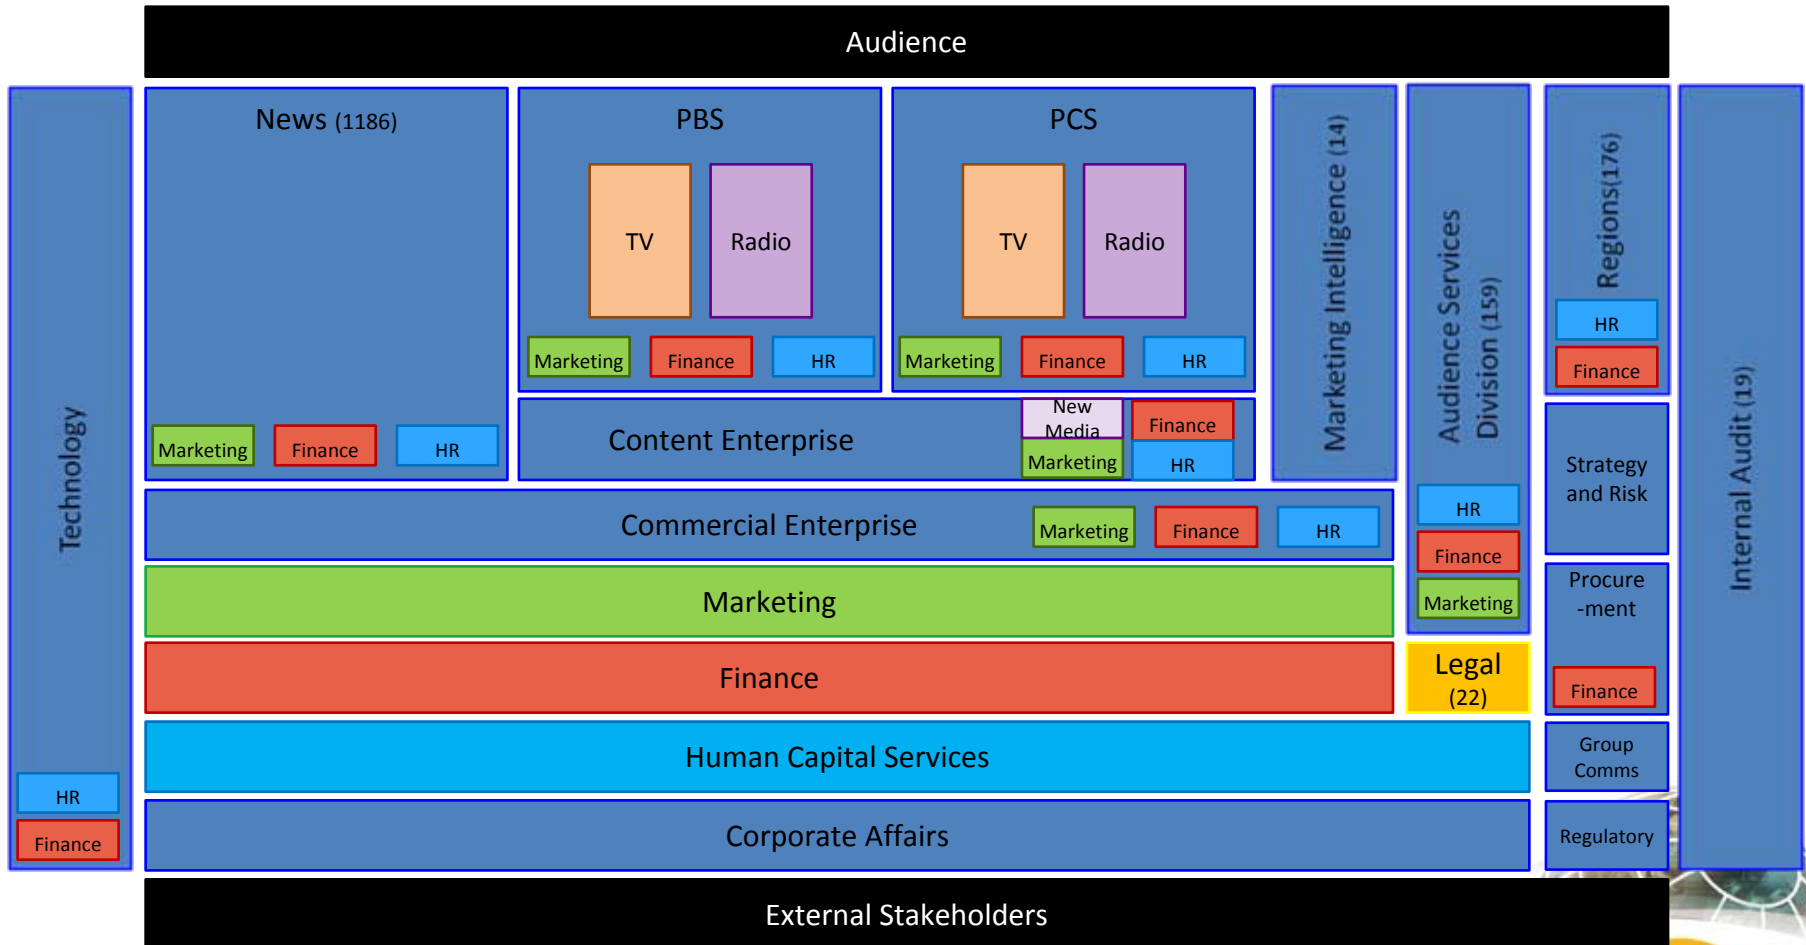 Audience
Technology
HR
Finance
News (1186)
Marketing
Finance
HR
PBS
TV
Radio
Marketing
Finance
HR
PCS
TV
Radio
Marketing
Finance
HR
Content Enterprise
New
Media
Finance
Marketing
HR
Marketing Intelligence (14)
Audience Services
Division (159)
HR
Finance
Marketing
Regions(176)
HR
Finance
Internal Audit (19)
Strategy
and Risk
Commercial Enterprise
Marketing
Finance
HR
Marketing
Procure
-ment
Finance
Finance
Legal
(22)
Human Capital Services
Group
Comms
Corporate Affairs
Regulatory
External Stakeholders